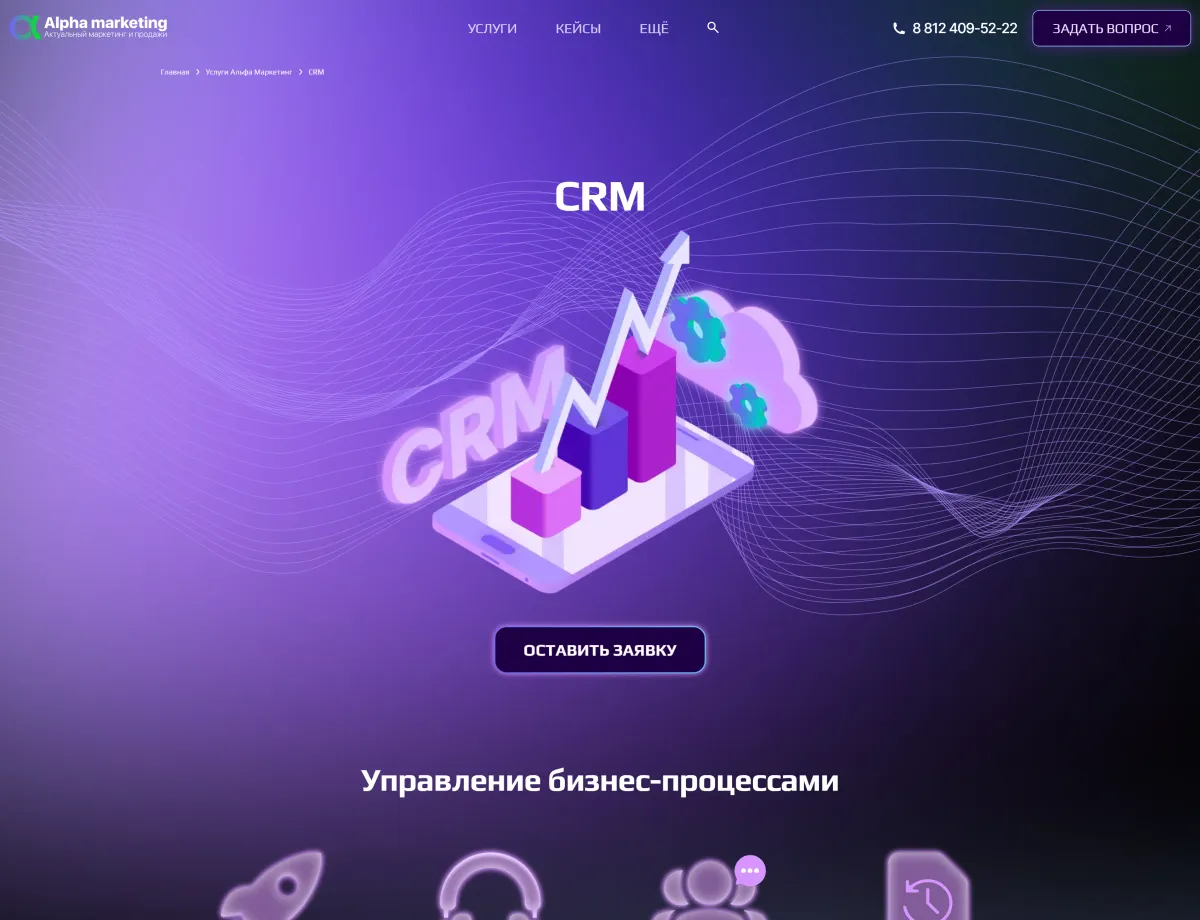 Alpha marketing
Актуальный маркетинг и продажи
УСЛУГИ
КЕЙСЫ
ЕЩЁ
8 812 409-52-22
ЗАДАТЬ ВОПРОС
Главная
Услуги Альфа Маркетинг
CRM
CRM
CRM
ОСТАВИТЬ ЗАЯВКУ
Управление бизнес-процессами